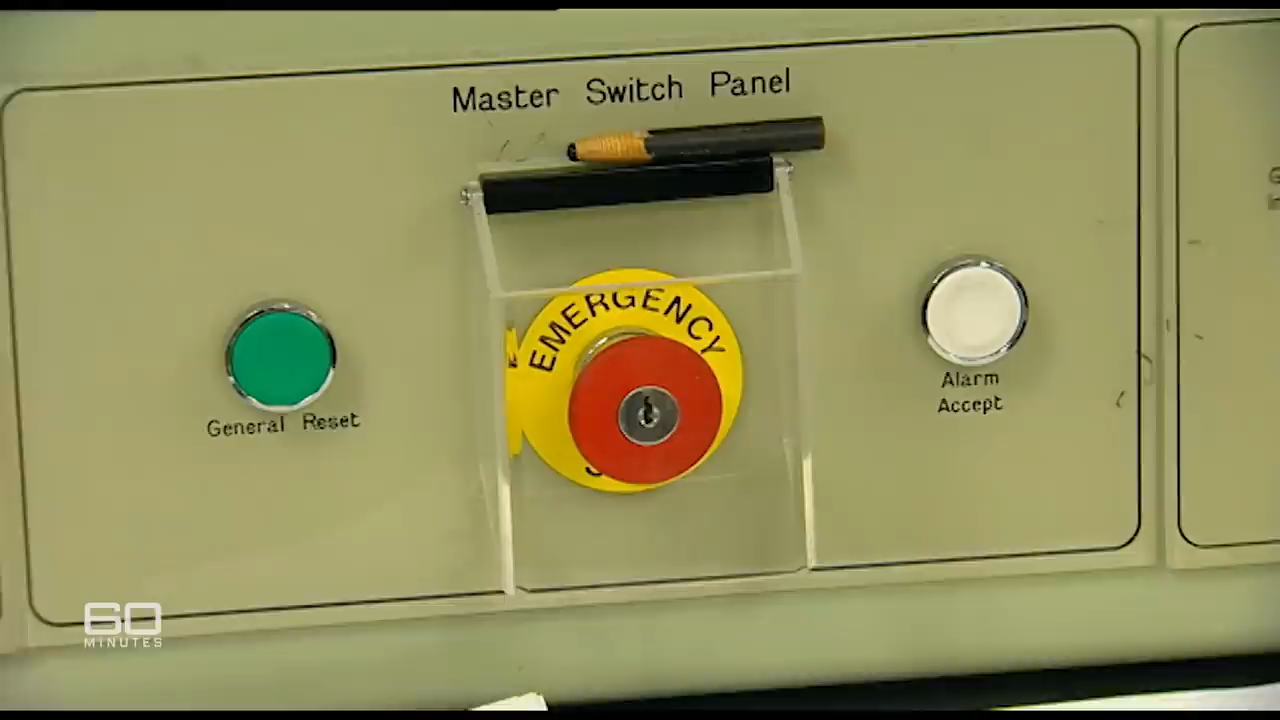 Master Switch Panel
EMERGENCY
General Reset
Alarm
Accept
60
MINUTES